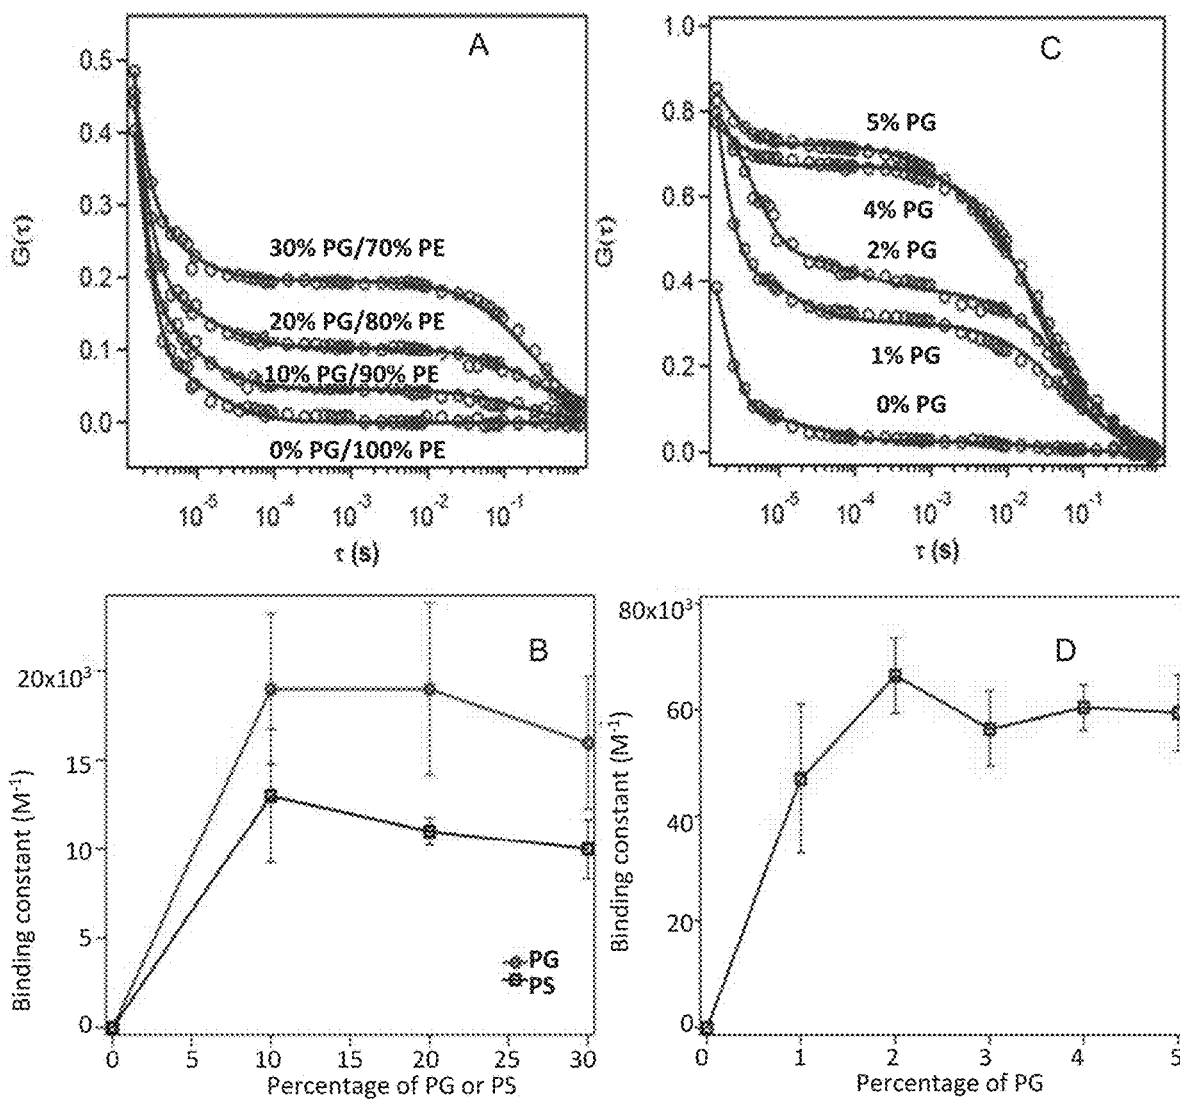 A
0.5
0.4
0.3
0.2
0.1
0.0
G(τ)
30% PG/70% PE
20% PG/80% PE
10% PG/90% PE
0% PG/100% PE
10⁻⁵ 10⁻⁴ 10⁻³ 10⁻² 10⁻¹
τ (s)
C
1.0
0.8
0.6
0.4
0.2
0.0
G(τ)
5% PG
4% PG
2% PG
1% PG
0% PG
10⁻⁵ 10⁻⁴ 10⁻³ 10⁻² 10⁻¹
τ (s)
B
20x10³
15
10
5
0
Binding constant (M⁻¹)
PG
PS
0 5 10 15 20 25 30
Percentage of PG or PS
D
80x10³
60
40
20
0
Binding constant (M⁻¹)
0 1 2 3 4 5
Percentage of PG